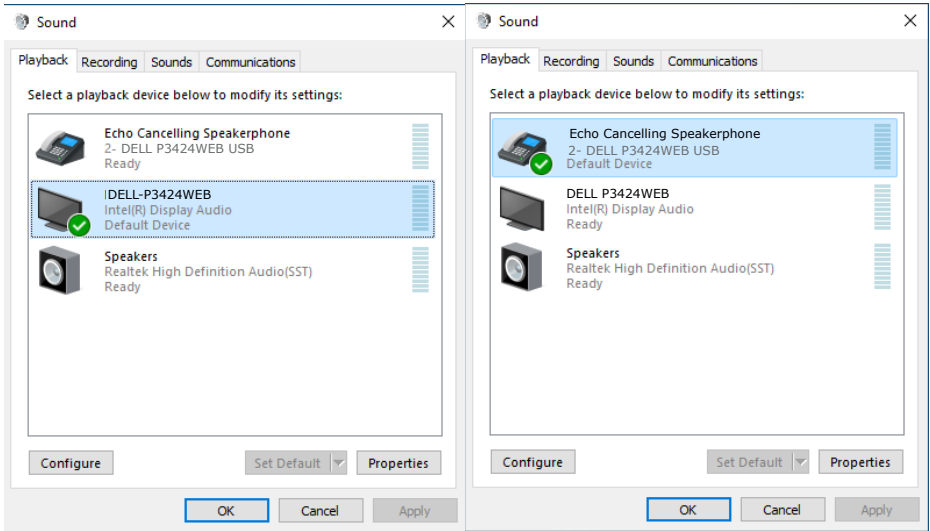 Sound
Playback Recording Sounds Communications
Select a playback device below to modify its settings:
Echo Cancelling Speakerphone
2- DELL P3424WEB USB
Ready
DELL-P3424WEB
Intel(R) Display Audio
Default Device
Speakers
Realtek High Definition Audio(SST)
Ready
Configure Set Default Properties
OK Cancel Apply
Sound
Playback Recording Sounds Communications
Select a playback device below to modify its settings:
Echo Cancelling Speakerphone
2- DELL P3424WEB USB
Default Device
DELL P3424WEB
Intel(R) Display Audio
Ready
Speakers
Realtek High Definition Audio(SST)
Ready
Configure Set Default Properties
OK Cancel Apply